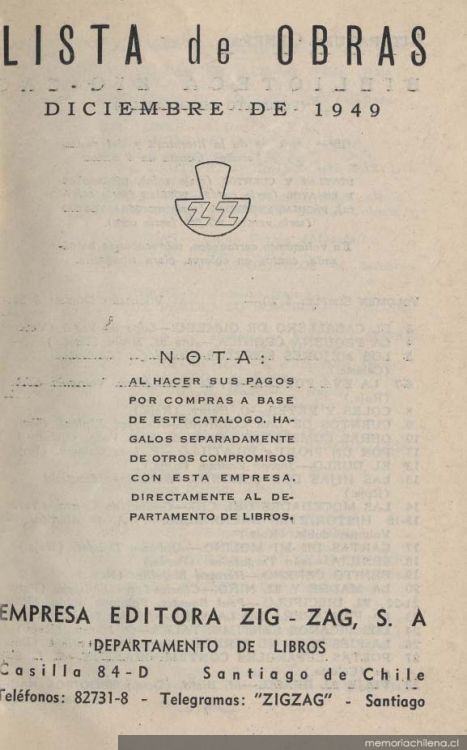 LISTA de OBRAS
DICIEMBRE DE 1949
ZZ
NOTA:
AL HACER SUS PAGOS
POR COMPRAS A BASE
DE ESTE CATALOGO, HA-
GALOS SEPARADAMENTE
DE OTROS COMPROMISOS
CON ESTA EMPRESA,
DIRECTAMENTE AL DE-
PARTAMENTO DE LIBROS.
EMPRESA EDITORA ZIG - ZAG, S. A
DEPARTAMENTO DE LIBROS
Casilla 84-D Santiago de Chile
Teléfonos: 82731-8 - Telegramas: "ZIGZAG" - Santiago
memoriachilena.cl